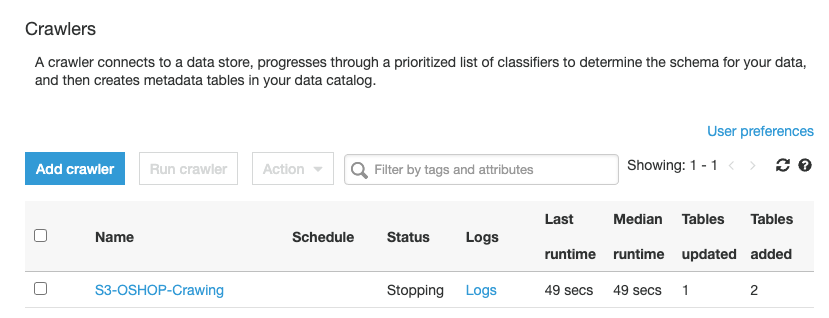 Crawlers
A crawler connects to a data store, progresses through a prioritized list of classifiers to determine the schema for your data,
and then creates metadata tables in your data catalog.
User preferences
Add crawler Run crawler Action Filter by tags and attributes Showing: 1 - 1
Name Schedule Status Logs Last runtime Median runtime Tables updated Tables added
S3-OSHOP-Crawing Stopping Logs 49 secs 49 secs 1 2